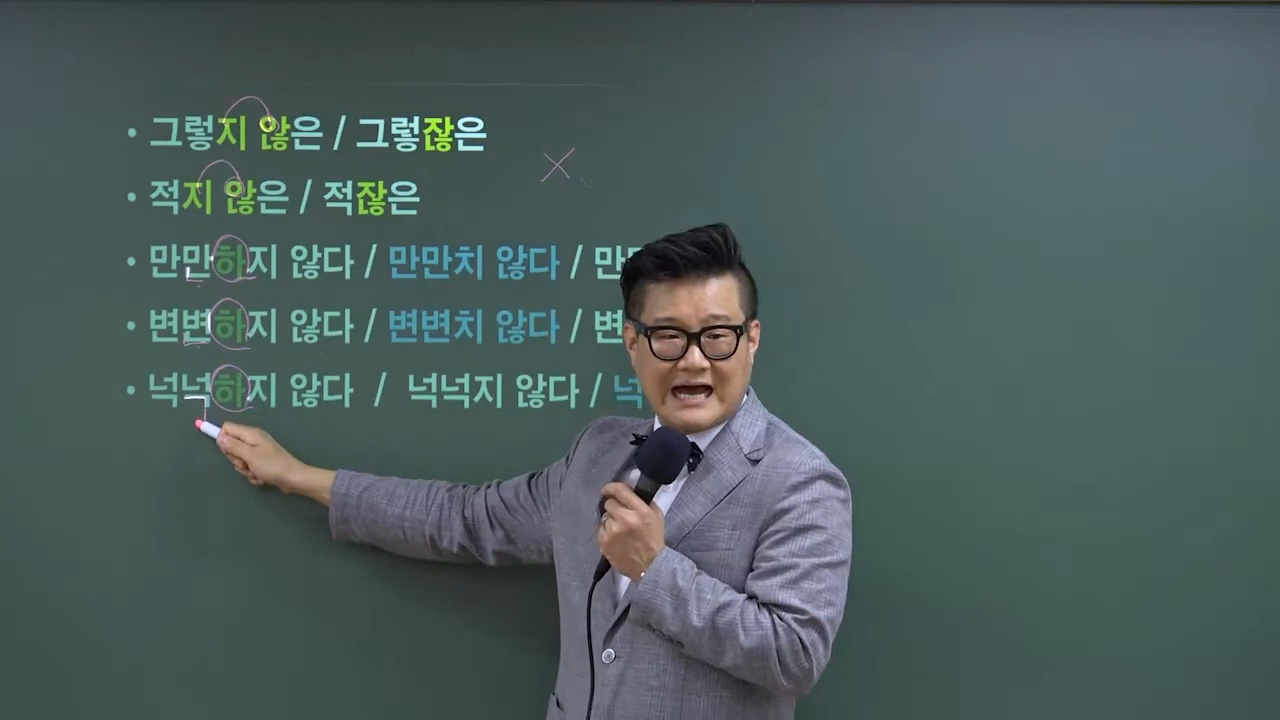 • 그렇지 않은 / 그렇잖은
• 적지 않은 / 적잖은
• 만만하지 않다 / 만만치 않다 / 만
• 변변하지 않다 / 변변치 않다 / 변
• 넉넉하지 않다 / 넉넉지 않다 / 넉